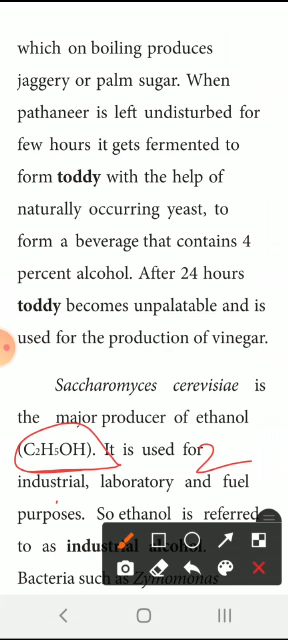 which on boiling produces
jaggery or palm sugar. When
pathaneer is left undisturbed for
few hours it gets fermented to
form toddy with the help of
naturally occurring yeast, to
form a beverage that contains 4
percent alcohol. After 24 hours
toddy becomes unpalatable and is
used for the production of vinegar.
Saccharomyces cerevisiae is
the major producer of ethanol
(C2H5OH). It is used for
industrial, laboratory and fuel
purposes. So ethanol is referred
to as industrial alcohol.
Bacteria such as Zymomonas